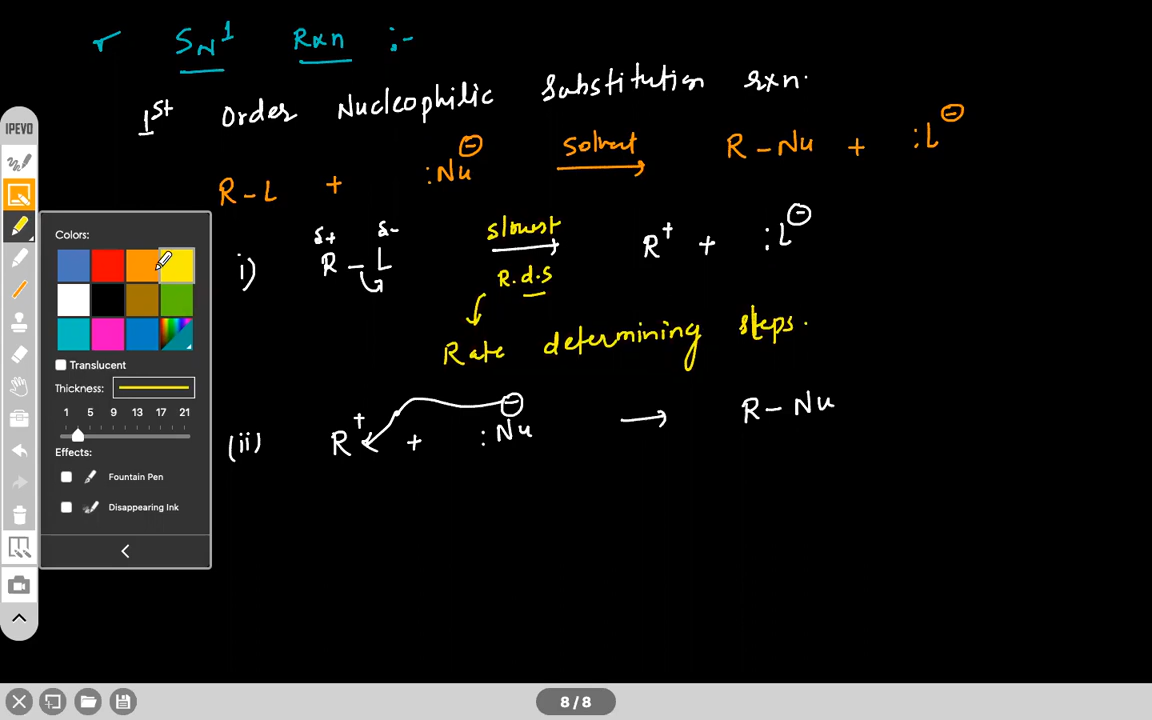 SN1 Rxn :-
1st Order Nucleophilic Substitution rxn.
R-L + :Nu⊖ solvent → R-Nu + :L⊖
IPEVO
Colors:
i) δ+ R - δ- L slowest → R.d.s R+ + :L⊖
Rate determining steps.
Translucent
Thickness:
1 5 9 13 17 21
(ii) R+ + :Nu⊖ → R-Nu
Effects:
Fountain Pen
Disappearing Ink
8/8